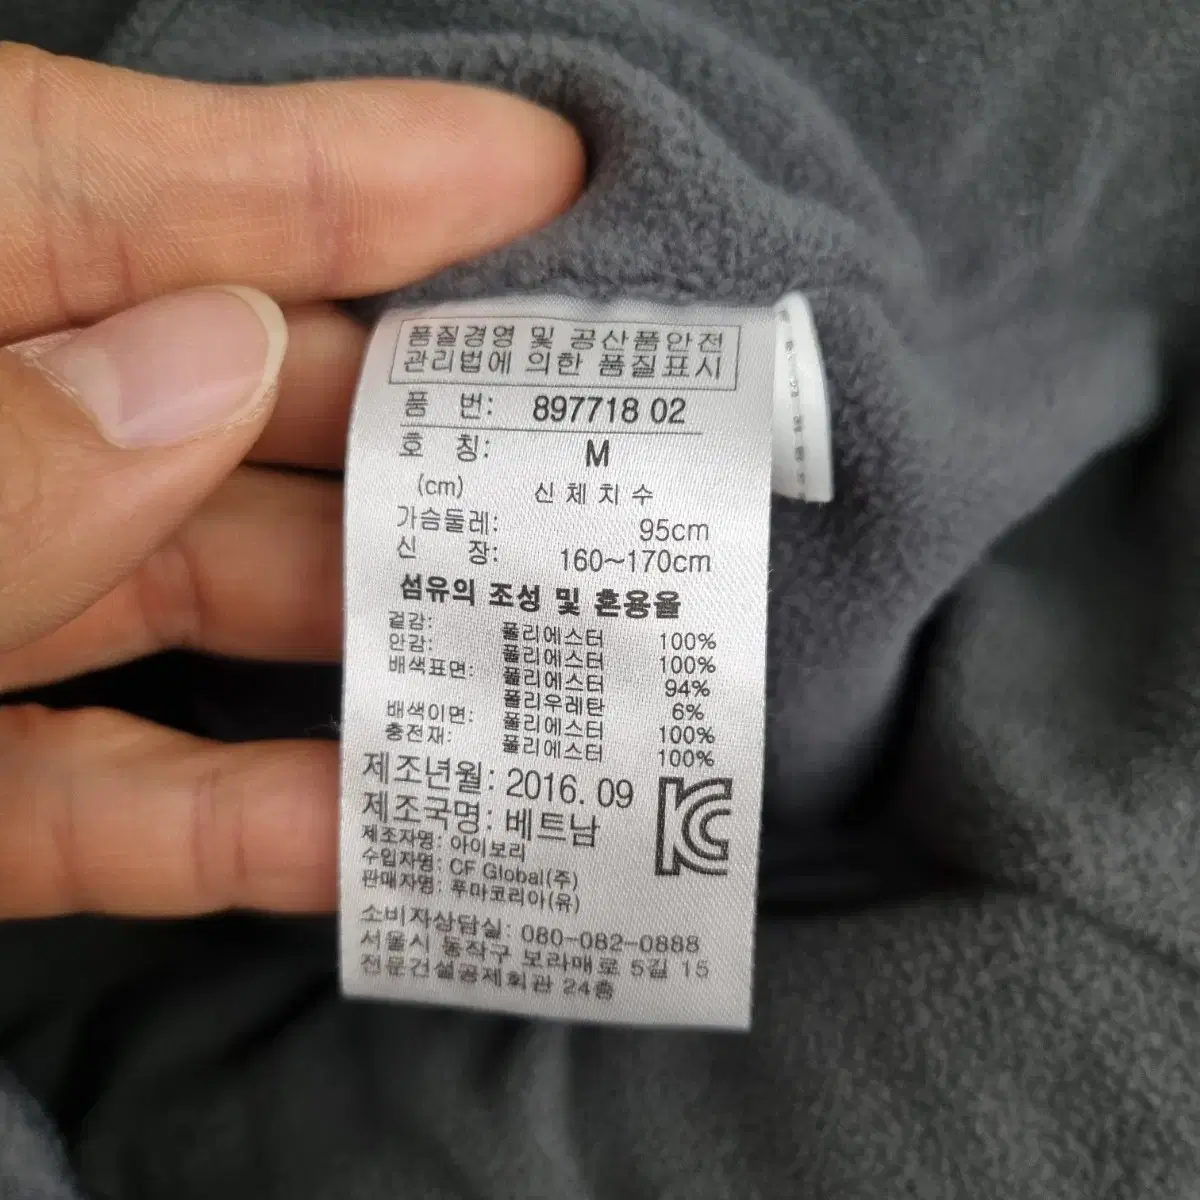 품질경영 및 공산품안전
관리법에 의한 품질표시
품 번: 897718 02
호 칭: M
(cm) 신체치수
가슴둘레: 95cm
신 장: 160~170cm
섬유의 조성 및 혼용율
겉감: 폴리에스터 100%
안감: 폴리에스터 100%
배색표면: 폴리에스터 94%
폴리우레탄 6%
배색이면: 폴리에스터 100%
충전재: 폴리에스터 100%
제조년월: 2016. 09
제조국명: 베트남
제조자명: 아이보리
수입자명: CF Global(주)
판매자명: 푸마코리아(유)
소비자상담실: 080-082-0888
서울시 동작구 보라매로 5길 15
전문건설공제회관 24층